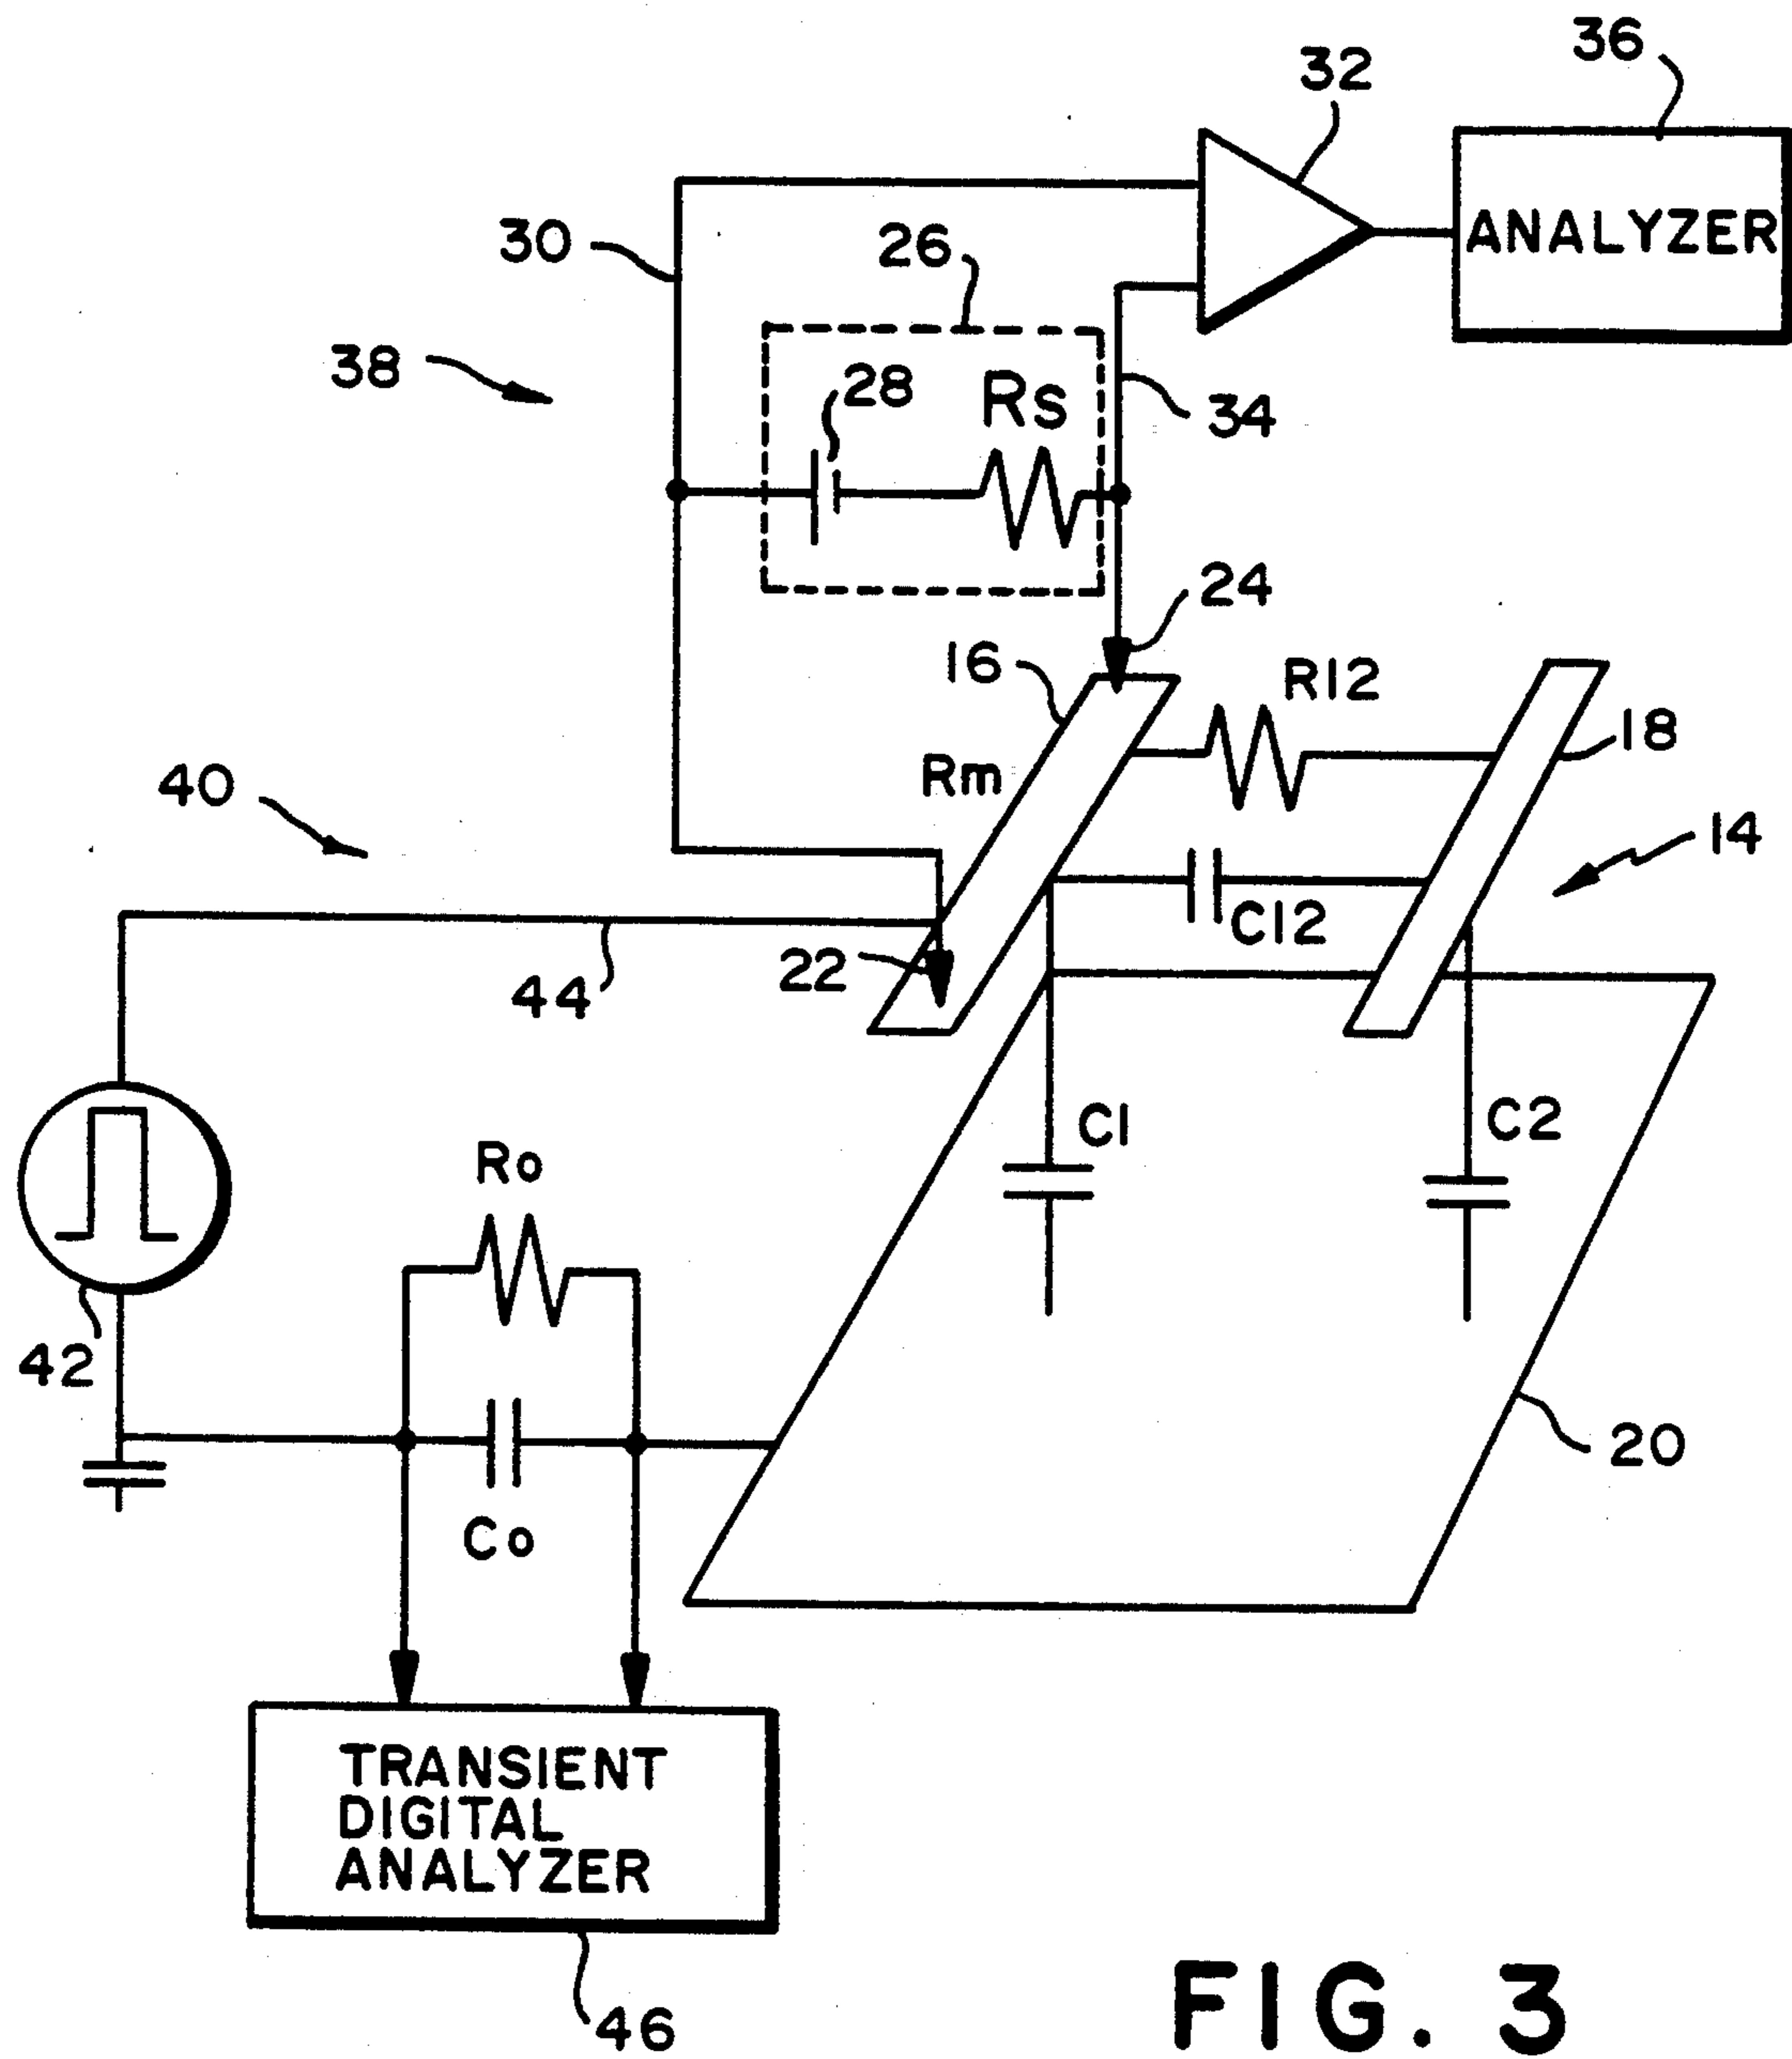 36
32
ANALYZER
30
26
38
28
Rs
34
24
16
R12
18
Rm
40
14
C12
22
44
C1
C2
Ro
42
20
Co
TRANSIENT
DIGITAL
ANALYZER
46
FIG. 3